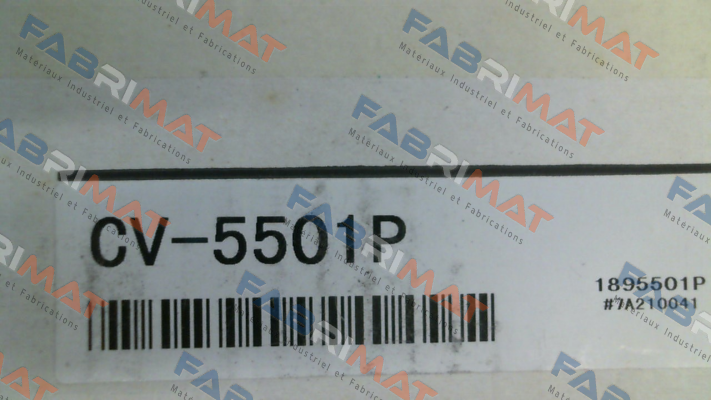 CV-5501P
1895501P
#7A210041
FABRIMAT
Matériaux Industriel et Fabrications